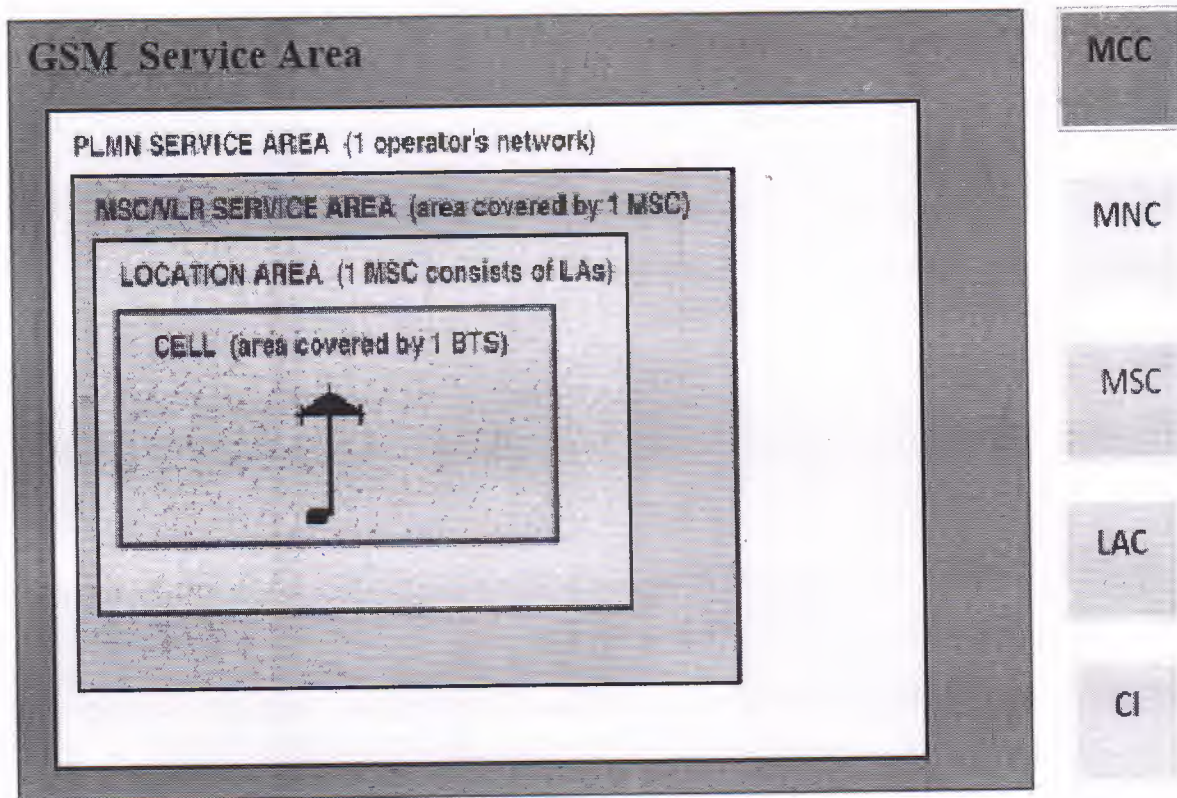 GSM Service Area
PLMN SERVICE AREA (1 operator's network)
MSC/VLR SERVICE AREA (area covered by 1 MSC)
LOCATION AREA (1 MSC consists of LAs)
CELL (area covered by 1 BTS)
MCC
MNC
MSC
LAC
CI